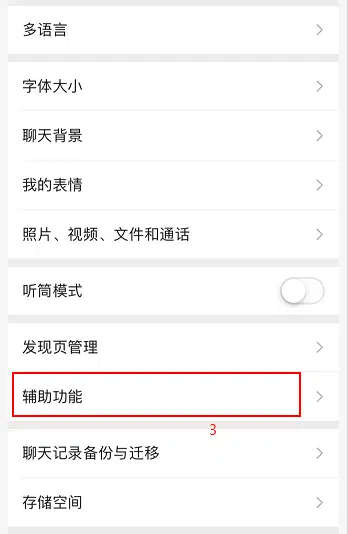 多语言
字体大小
聊天背景
我的表情
照片、视频、文件和通话
听筒模式
发现页管理
辅助功能
3
聊天记录备份与迁移
存储空间